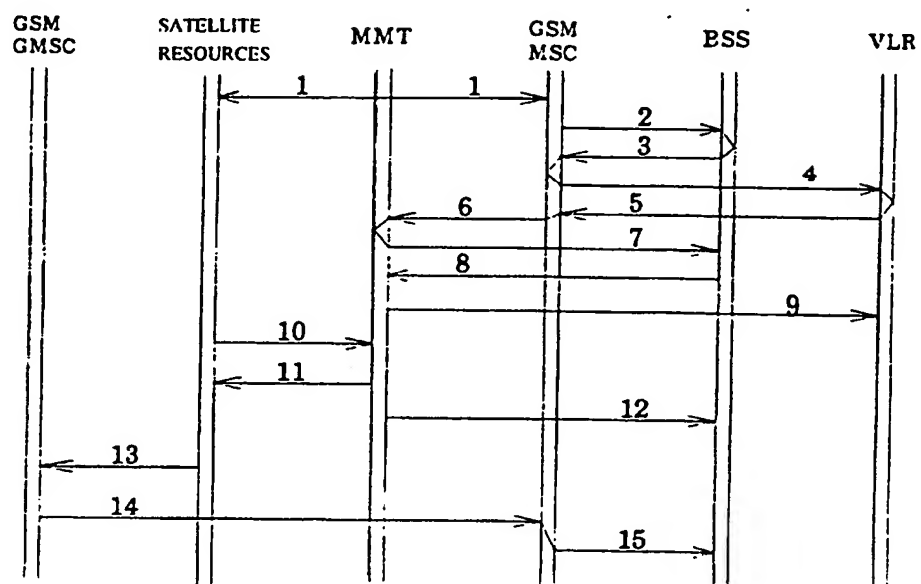 GSM
GMSC
SATELLITE
RESOURCES
MMT
GSM
MSC
BSS
VLR
1
1
2
3
4
5
6
7
8
9
10
11
12
13
14
15